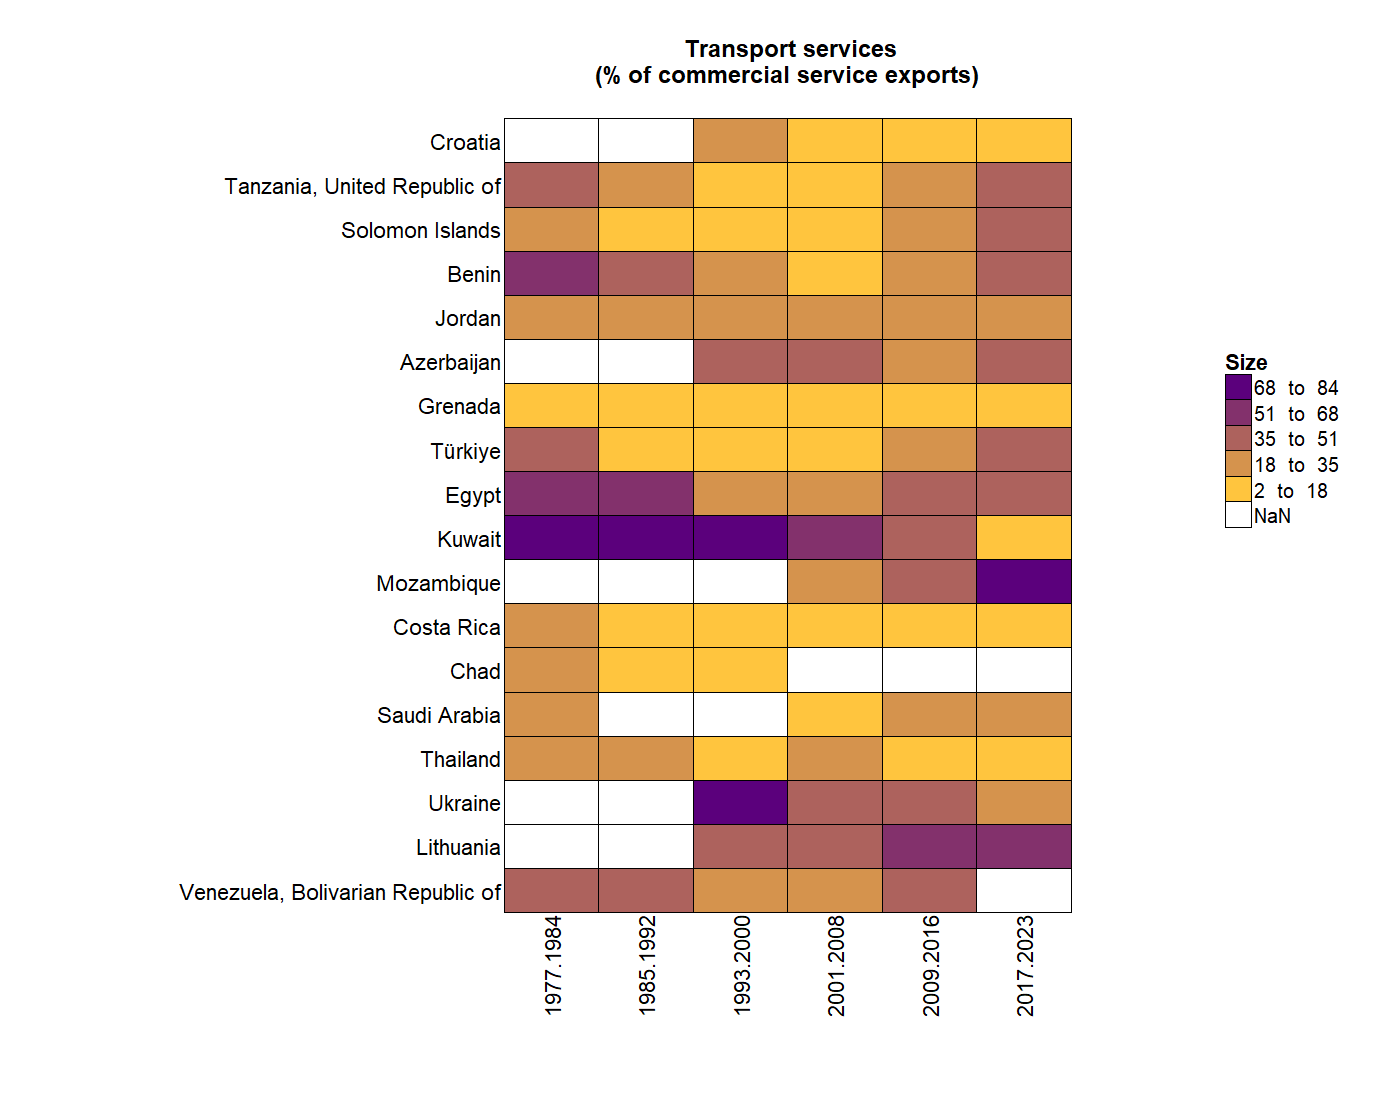 Transport services
(% of commercial service exports)
Croatia
Tanzania, United Republic of
Solomon Islands
Benin
Jordan
Azerbaijan
Grenada
Türkiye
Egypt
Kuwait
Mozambique
Costa Rica
Chad
Saudi Arabia
Thailand
Ukraine
Lithuania
Venezuela, Bolivarian Republic of
1977.1984
1985.1992
1993.2000
2001.2008
2009.2016
2017.2023
Size
68 to 84
51 to 68
35 to 51
18 to 35
2 to 18
NaN